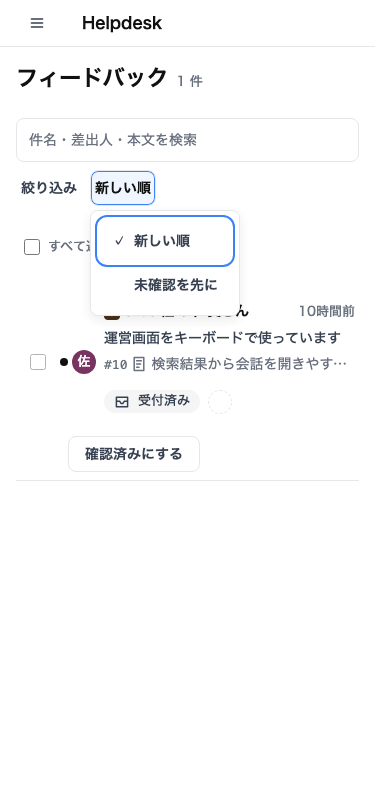 Helpdesk
フィードバック 1 件
件名・差出人・本文を検索
絞り込み 新しい順
✓ 新しい順
未確認を先に
すべて
10時間前
運営画面をキーボードで使っています
佐
#10 検索結果から会話を開きやす…
受付済み
確認済みにする